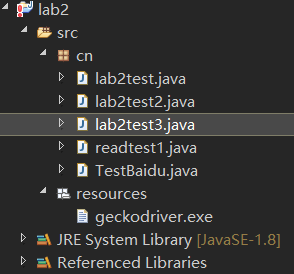 lab2
src
cn
lab2test.java
lab2test2.java
lab2test3.java
readtest1.java
TestBaidu.java
resources
geckodriver.exe
JRE System Library [JavaSE-1.8]
Referenced Libraries